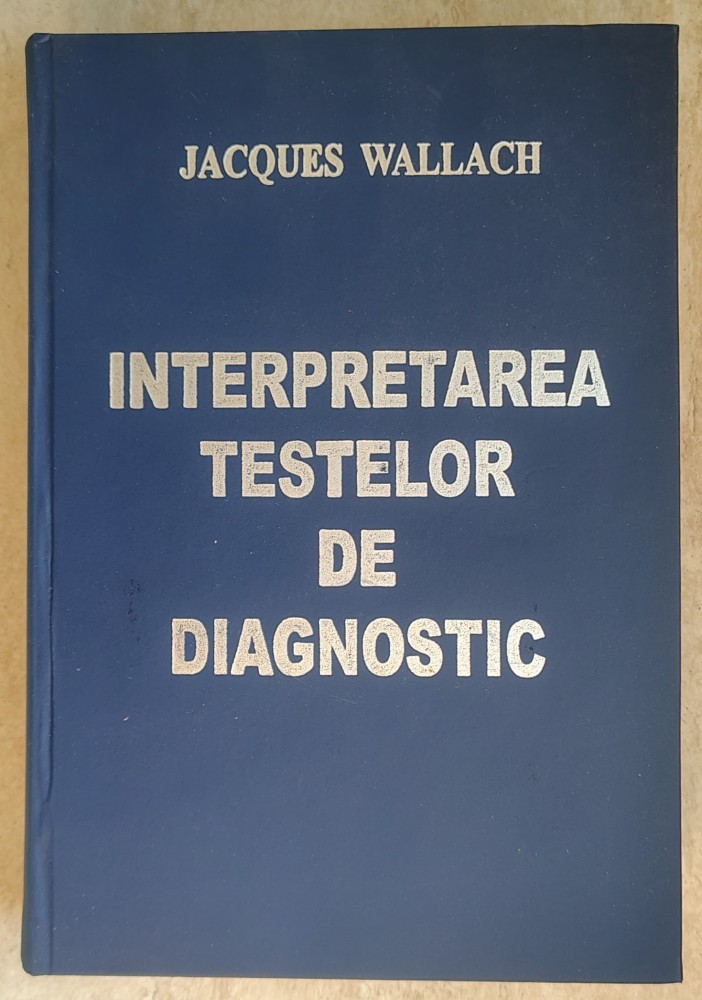 JACQUES WALLACH
INTERPRETAREA
TESTELOR
DE
DIAGNOSTIC